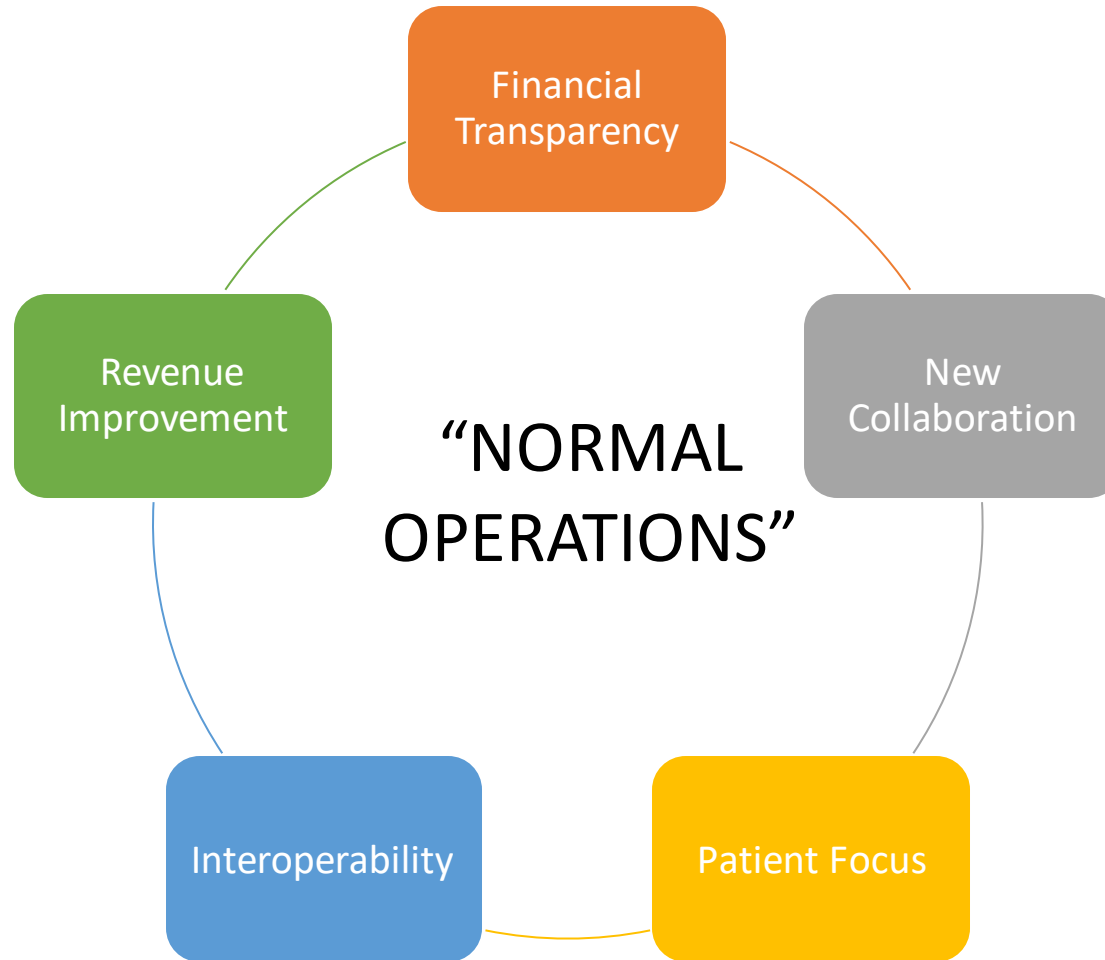 Financial
Transparency
New
Collaboration
Patient Focus
Interoperability
Revenue
Improvement
“NORMAL
OPERATIONS”